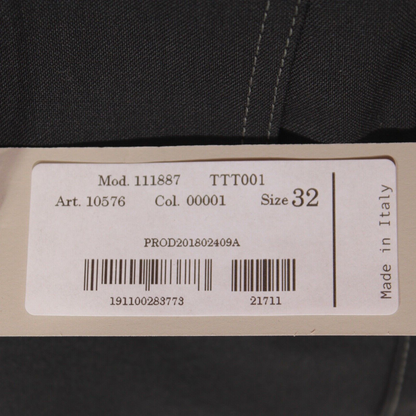 Mod. 111887 TTT001
Art. 10576 Col. 00001 Size 32
PROD201802409A
191100283773 21711
Made in Italy